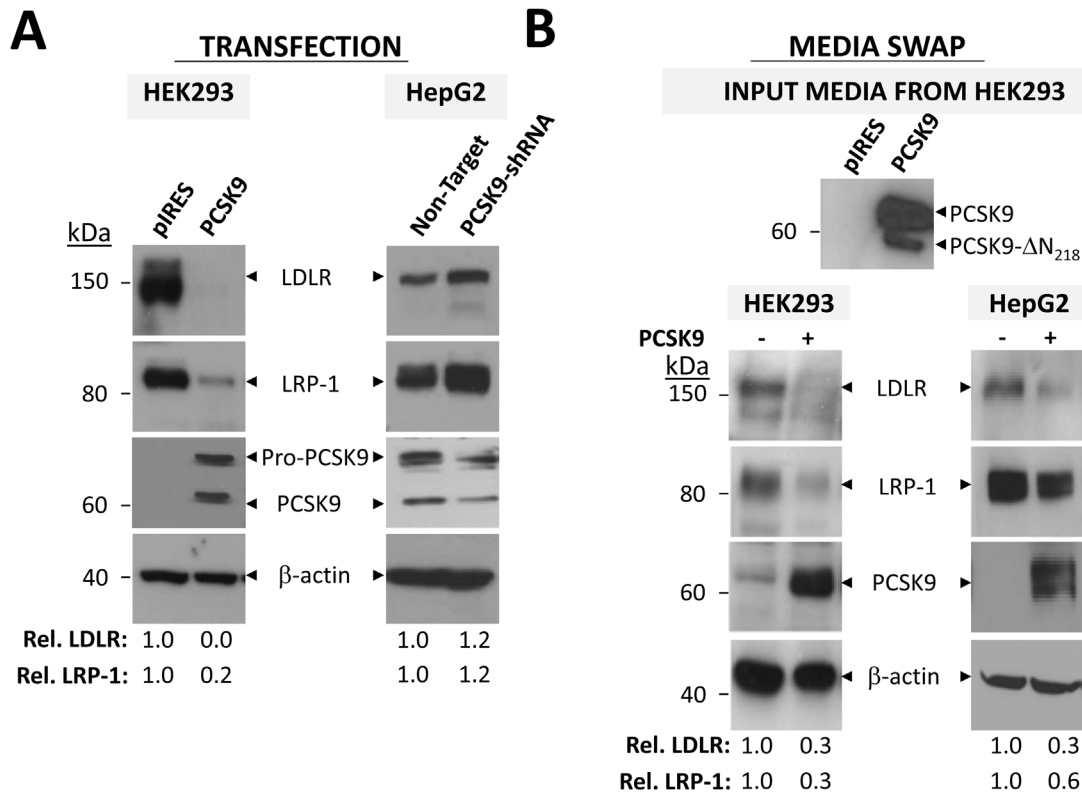 A
TRANSFECTION
HEK293
HepG2
pIRES
PCSK9
Non-Target
PCSK9-shRNA
kDa
150 LDLR
80 LRP-1
Pro-PCSK9
60 PCSK9
40 β-actin
Rel. LDLR: 1.0 0.0 1.0 1.2
Rel. LRP-1: 1.0 0.2 1.0 1.2
B
MEDIA SWAP
INPUT MEDIA FROM HEK293
pIRES
PCSK9
PCSK9
60
PCSK9-ΔN218
HEK293
HepG2
PCSK9 - + - +
kDa
150 LDLR
80 LRP-1
60 PCSK9
40 β-actin
Rel. LDLR: 1.0 0.3 1.0 0.3
Rel. LRP-1: 1.0 0.3 1.0 0.6